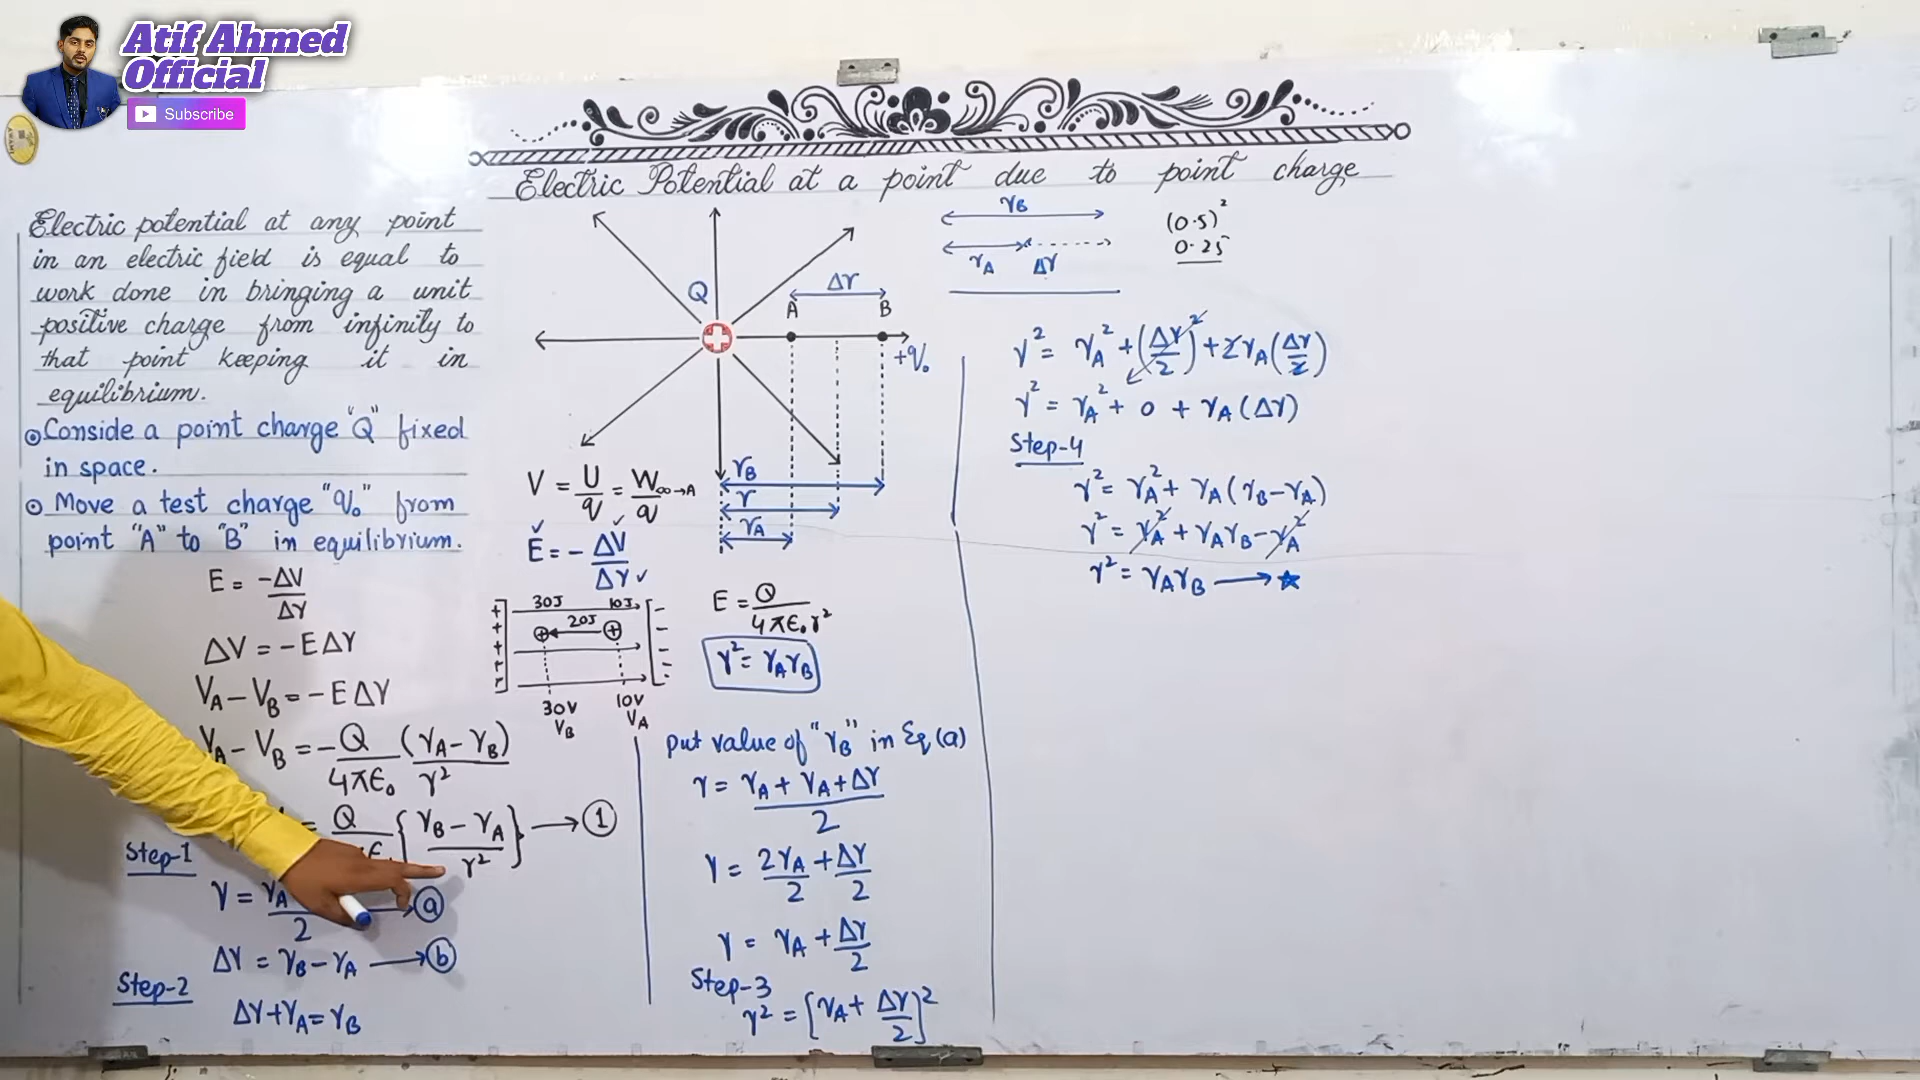 Atif Ahmed
Official
Subscribe
Electric Potential at a point due to point charge
Electric potential at any point
in an electric field is equal to
work done in bringing a unit
positive charge from infinity to
that point keeping it in
equilibrium.
Conside a point charge "Q" fixed
in space.
Move a test charge "q₀" from
point "A" to "B" in equilibrium.
E = -ΔV/Δr
ΔV = -EΔr
V_A - V_B = -EΔr
V_A - V_B = -Q/4πε₀ (r_A - r_B)/r²
= Q { r_B - r_A / r² } → 1
Step-1
r = r_A / 2 → a
Δr = r_B - r_A → b
Step-2
Δr + r_A = r_B
Q
Δr
A B
+q₀
r_B
r
r_A
V = U/q = W∞→A/q
E = -ΔV/Δr
30J 10J
20J
30V 10V
V_B V_A
E = Q/4πε₀r²
r² = r_A r_B
put value of "r_B" in Eq (a)
r = r_A + r_A + Δr / 2
r = 2r_A/2 + Δr/2
r = r_A + Δr/2
Step-3
r² = [r_A + Δr/2]²
r_B
r_A Δr
(0.5)²
0.25
r² = r_A² + (Δr/2)² + 2r_A(Δr/2)
r² = r_A² + 0 + r_A(Δr)
Step-4
r² = r_A² + r_A(r_B - r_A)
r² = r_A² + r_A r_B - r_A²
r² = r_A r_B → ★